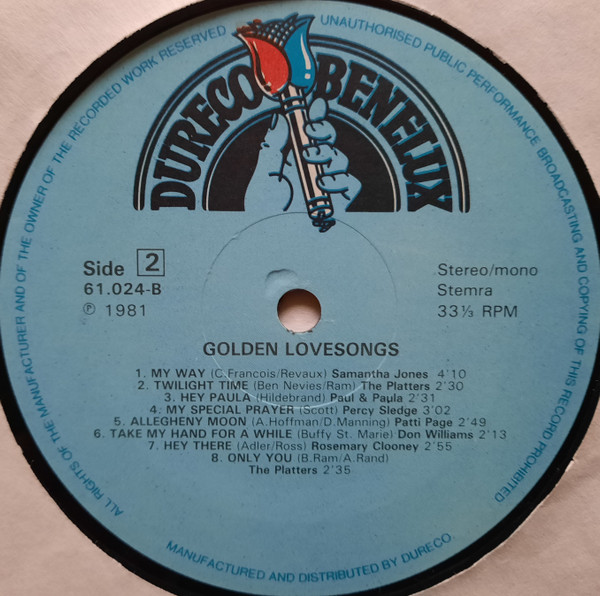 DURECO BENELUX
ALL RIGHTS OF THE MANUFACTURER AND OF THE OWNER OF THE RECORDED WORK RESERVED
UNAUTHORISED PUBLIC PERFORMANCE BROADCASTING AND COPYING OF THIS RECORD PROHIBITED
Side 2
61.024-B
℗ 1981
Stereo/mono
Stemra
33⅓ RPM
GOLDEN LOVESONGS
1. MY WAY (C.Francois/Revaux) Samantha Jones 4'10
2. TWILIGHT TIME (Ben Nevies/Ram) The Platters 2'30
3. HEY PAULA (Hildebrand) Paul & Paula 2'31
4. MY SPECIAL PRAYER (Scott) Percy Sledge 3'02
5. ALLEGHENY MOON (A.Hoffman/D.Manning) Patti Page 2'49
6. TAKE MY HAND FOR A WHILE (Buffy St. Marie) Don Williams 2'13
7. HEY THERE (Adler/Ross) Rosemary Clooney 2'55
8. ONLY YOU (B.Ram/A.Rand)
The Platters 2'35
MANUFACTURED AND DISTRIBUTED BY DURECO